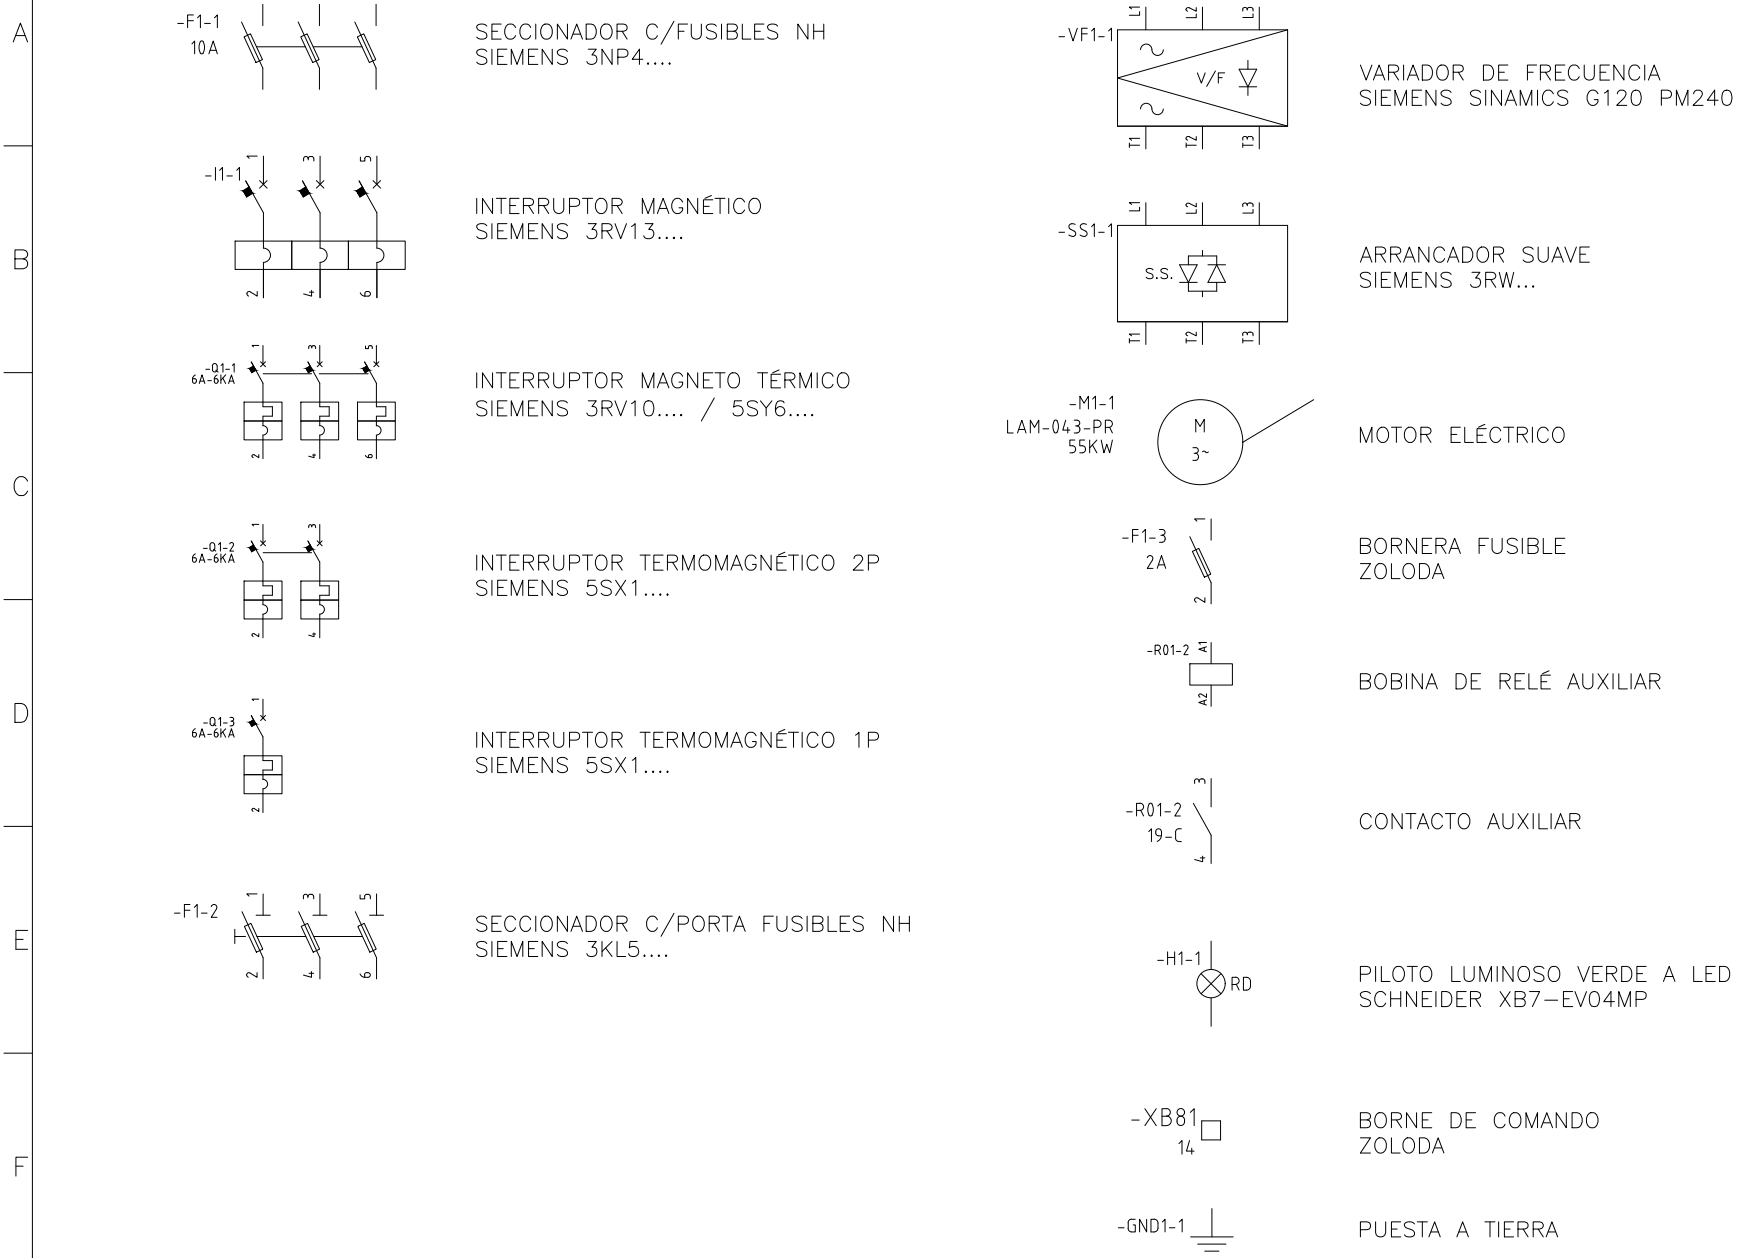 A
-F1-1
10A
SECCIONADOR C/FUSIBLES NH
SIEMENS 3NP4....
B
-I1-1
1 3 5
2 4 6
INTERRUPTOR MAGNÉTICO
SIEMENS 3RV13....
-Q1-1
6A-6KA
1 3 5
2 4 6
INTERRUPTOR MAGNETO TÉRMICO
SIEMENS 3RV10.... / 5SY6....
C
-Q1-2
6A-6KA
1 3
2 4
INTERRUPTOR TERMOMAGNÉTICO 2P
SIEMENS 5SX1....
D
-Q1-3
6A-6KA
1
2
INTERRUPTOR TERMOMAGNÉTICO 1P
SIEMENS 5SX1....
E
-F1-2
1 3 5
2 4 6
SECCIONADOR C/PORTA FUSIBLES NH
SIEMENS 3KL5....
F
L1 L2 L3
-VF1-1
V/F
T1 T2 T3
VARIADOR DE FRECUENCIA
SIEMENS SINAMICS G120 PM240
L1 L2 L3
-SS1-1
S.S.
T1 T2 T3
ARRANCADOR SUAVE
SIEMENS 3RW...
-M1-1
LAM-043-PR
55KW
M
3~
MOTOR ELÉCTRICO
-F1-3
2A
1
2
BORNERA FUSIBLE
ZOLODA
-R01-2
A1
A2
BOBINA DE RELÉ AUXILIAR
-R01-2
19-C
3
4
CONTACTO AUXILIAR
-H1-1
RD
PILOTO LUMINOSO VERDE A LED
SCHNEIDER XB7-EV04MP
-XB81
14
BORNE DE COMANDO
ZOLODA
-GND1-1
PUESTA A TIERRA